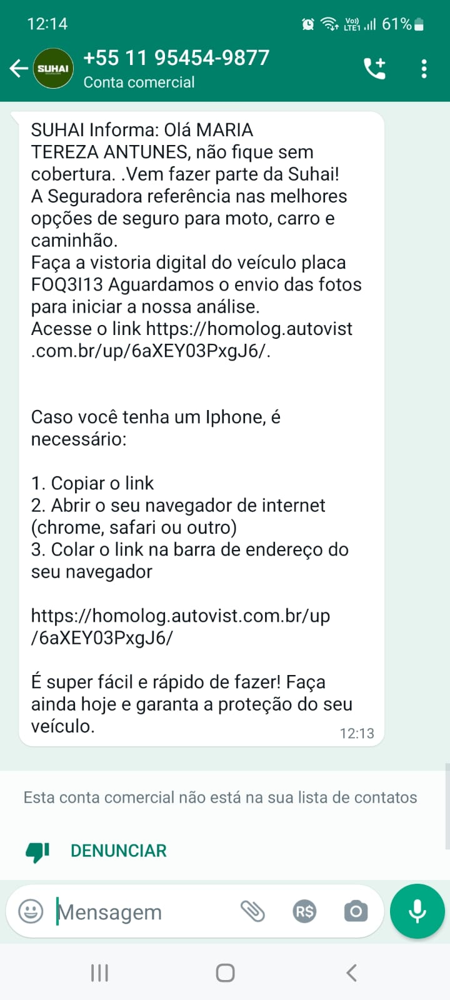 12:14
Vo))
LTE1
61%
SUHAI
+55 11 95454-9877
Conta comercial
SUHAI Informa: Olá MARIA
TEREZA ANTUNES, não fique sem
cobertura. .Vem fazer parte da Suhai!
A Seguradora referência nas melhores
opções de seguro para moto, carro e
caminhão.
Faça a vistoria digital do veículo placa
FOQ3I13 Aguardamos o envio das fotos
para iniciar a nossa análise.
Acesse o link https://homolog.autovist
.com.br/up/6aXEY03PxgJ6/.
Caso você tenha um Iphone, é
necessário:
1. Copiar o link
2. Abrir o seu navegador de internet
(chrome, safari ou outro)
3. Colar o link na barra de endereço do
seu navegador
https://homolog.autovist.com.br/up
/6aXEY03PxgJ6/
É super fácil e rápido de fazer! Faça
ainda hoje e garanta a proteção do seu
veículo.
12:13
Esta conta comercial não está na sua lista de contatos
DENUNCIAR
Mensagem
R$